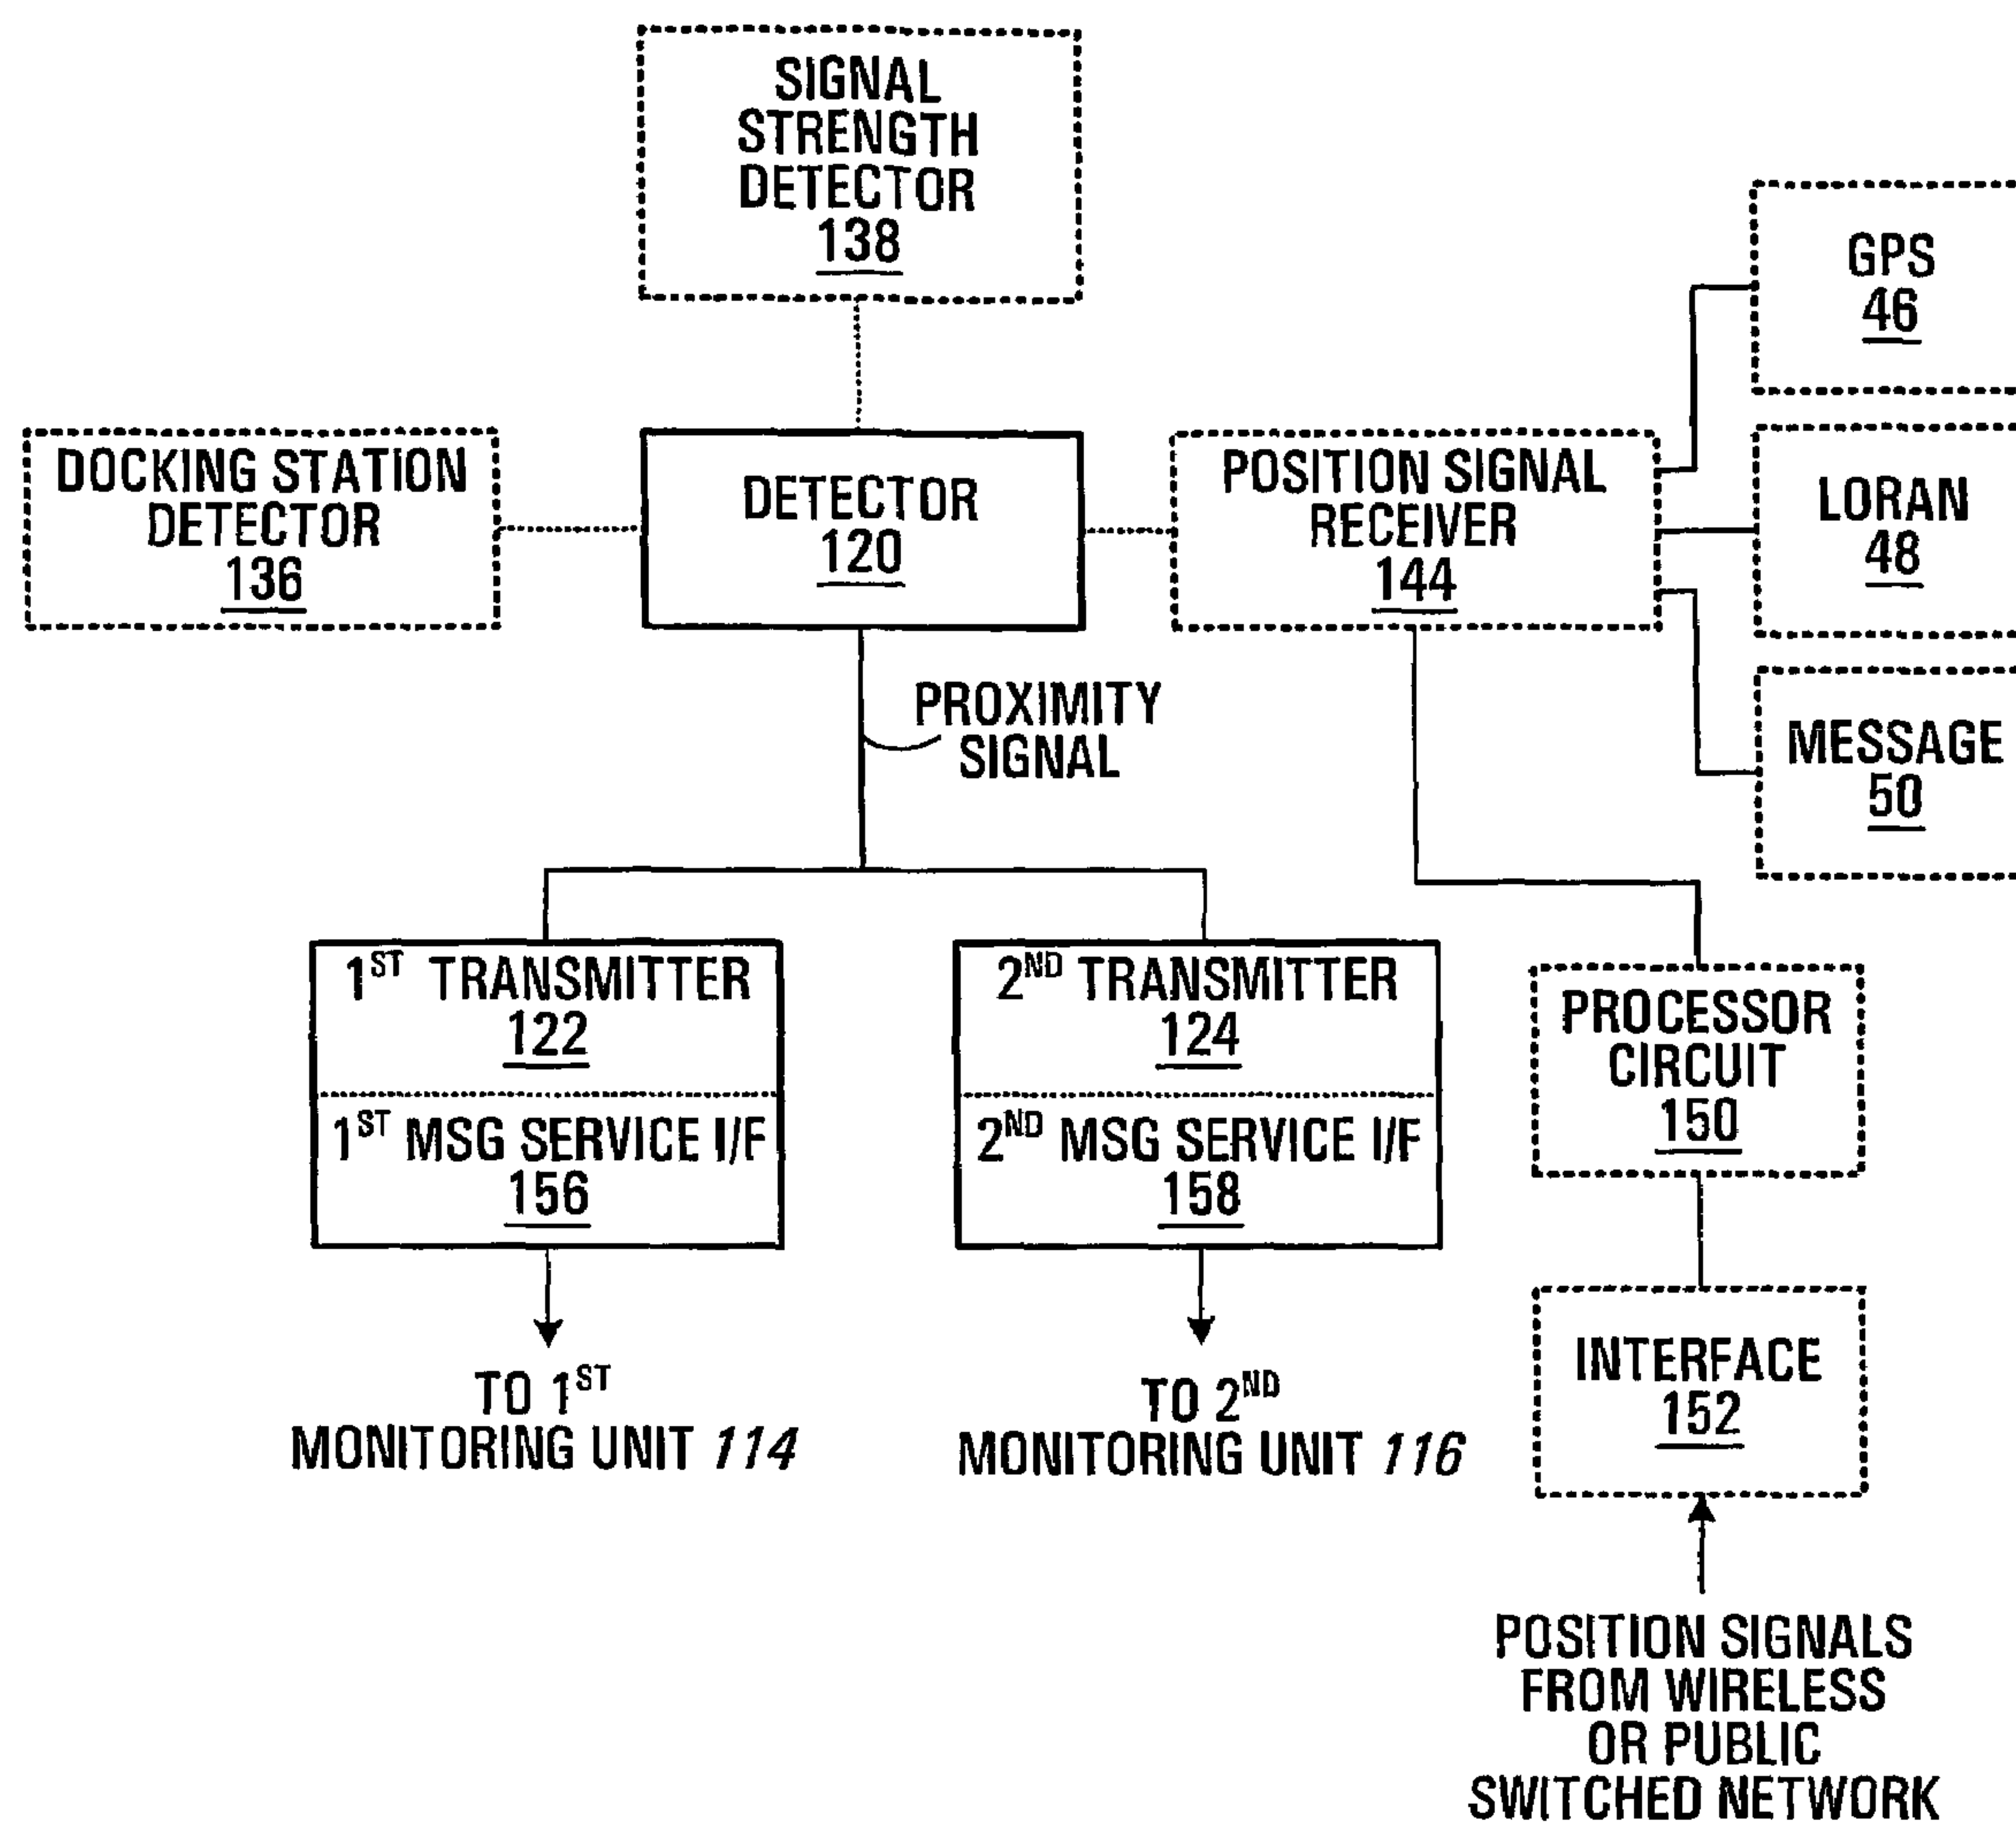 SIGNAL
STRENGTH
DETECTOR
138
GPS
46
DOCKING STATION
DETECTOR
136
DETECTOR
120
POSITION SIGNAL
RECEIVER
144
LORAN
48
PROXIMITY
SIGNAL
MESSAGE
50
1ST TRANSMITTER
122
1ST MSG SERVICE I/F
156
2ND TRANSMITTER
124
2ND MSG SERVICE I/F
158
PROCESSOR
CIRCUIT
150
TO 1ST
MONITORING UNIT 114
TO 2ND
MONITORING UNIT 116
INTERFACE
152
POSITION SIGNALS
FROM WIRELESS
OR PUBLIC
SWITCHED NETWORK